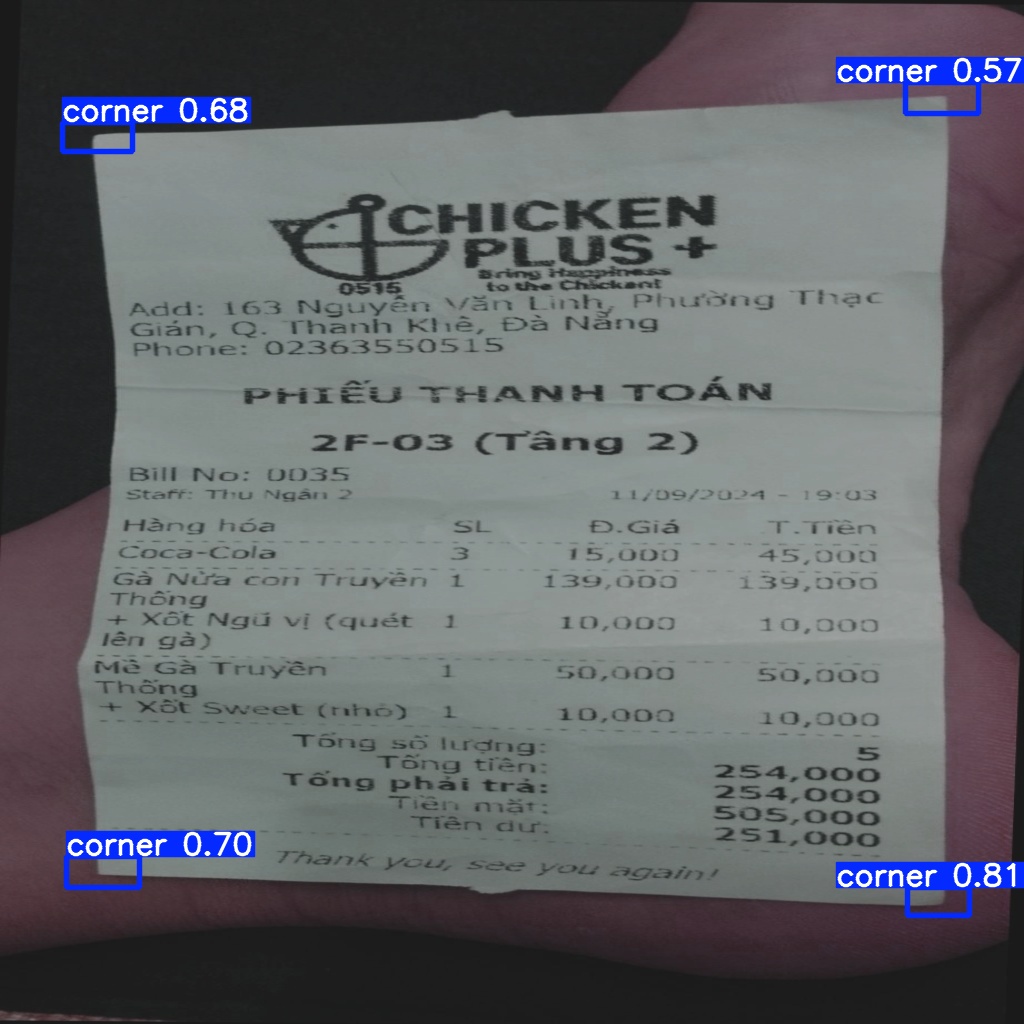 corner 0.57
corner 0.68
CHICKEN
PLUS +
Bring Happiness
to the Chickent
0515
Add: 163 Nguyễn Văn Linh, Phường Thạc
Gián, Q. Thanh Khê, Đà Nẵng
Phone: 02363550515
PHIẾU THANH TOÁN
2F-03 (Tầng 2)
Bill No: 0035
Staff: Thu Ngân 2 11/09/2024 - 19:03
Hàng hóa SL Đ.Giá T.Tiền
Coca-Cola 3 15,000 45,000
Gà Nửa con Truyền 1 139,000 139,000
Thống
+ Xốt Ngũ vị (quét 1 10,000 10,000
lên gà)
Mề Gà Truyền 1 50,000 50,000
Thống
+ Xốt Sweet (nhỏ) 1 10,000 10,000
Tổng số lượng: 5
Tổng tiền: 254,000
Tổng phải trả: 254,000
Tiền mặt: 505,000
Tiền dư: 251,000
corner 0.70
Thank you, see you again!
corner 0.81